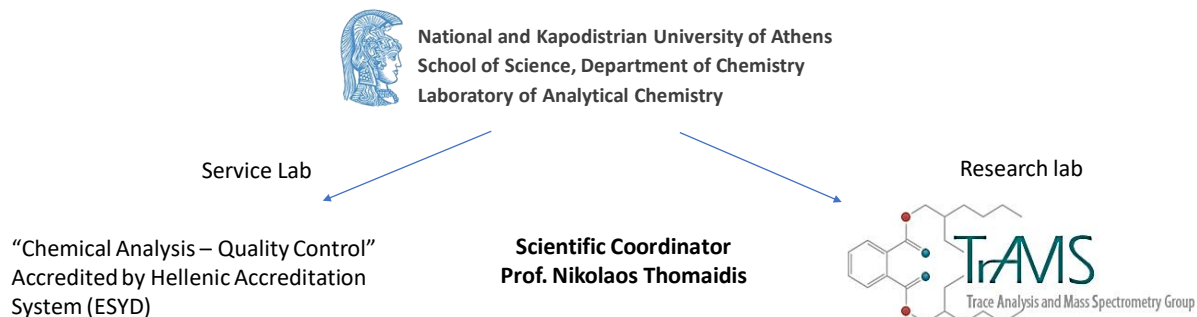 National and Kapodistrian University of Athens
School of Science, Department of Chemistry
Laboratory of Analytical Chemistry
Service Lab
Research lab
“Chemical Analysis – Quality Control”
Accredited by Hellenic Accreditation
System (ESYD)
Scientific Coordinator
Prof. Nikolaos Thomaidis
TrAMS
Trace Analysis and Mass Spectrometry Group